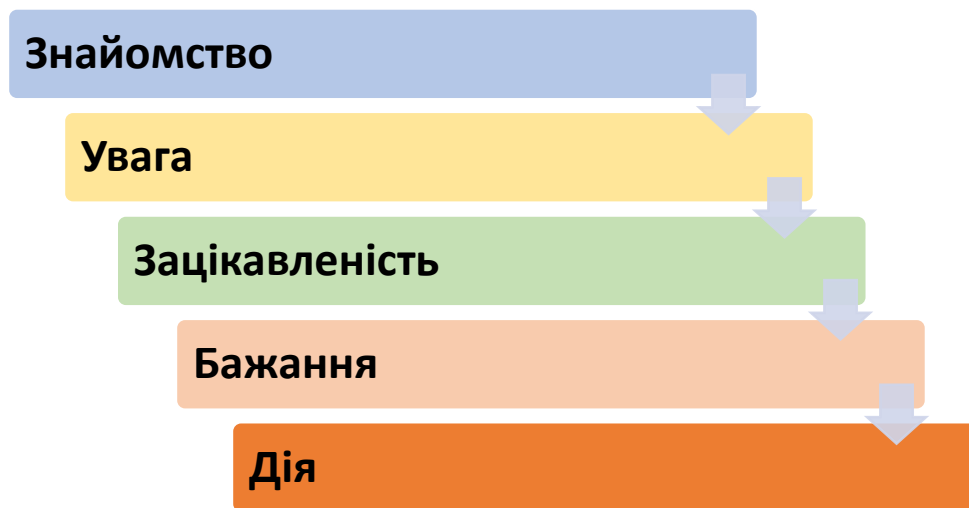 Знайомство
Увага
Зацікавленість
Бажання
Дія